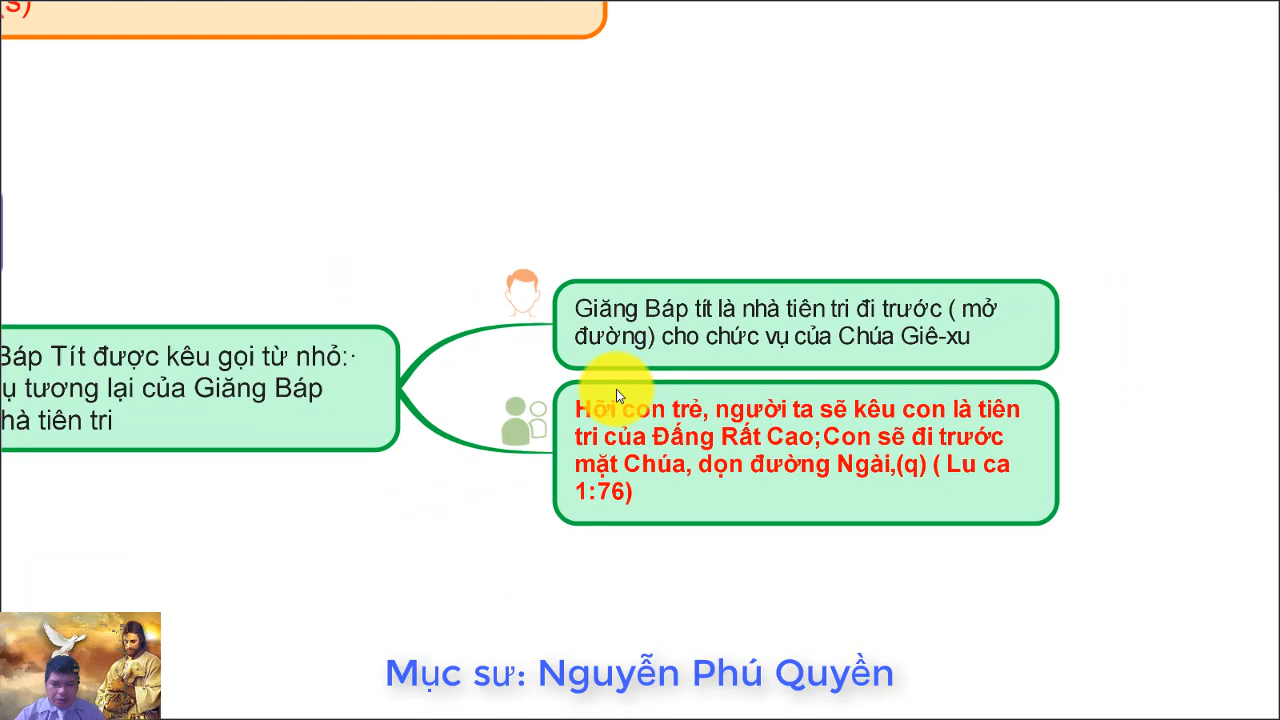 (s)
Báp Tít được kêu gọi từ nhỏ:·
ụ tương lại của Giăng Báp
hà tiên tri
Giăng Báp tít là nhà tiên tri đi trước ( mở
đường) cho chức vụ của Chúa Giê-xu
Hỡi con trẻ, người ta sẽ kêu con là tiên
tri của Đấng Rất Cao;Con sẽ đi trước
mặt Chúa, dọn đường Ngài,(q) ( Lu ca
1:76)
Mục sư: Nguyễn Phú Quyền